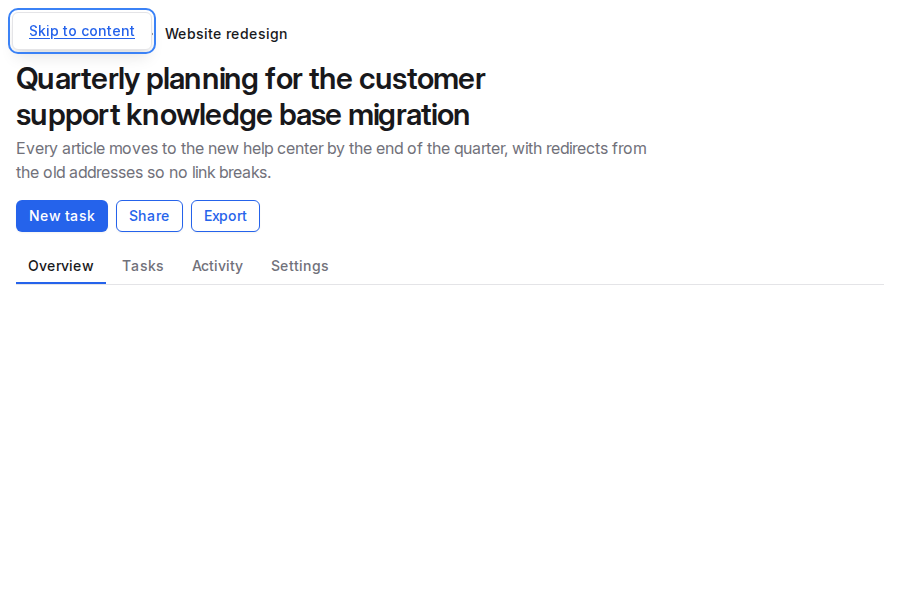 Skip to content
Website redesign
Quarterly planning for the customer
support knowledge base migration
Every article moves to the new help center by the end of the quarter, with redirects from
the old addresses so no link breaks.
New task Share Export
Overview Tasks Activity Settings